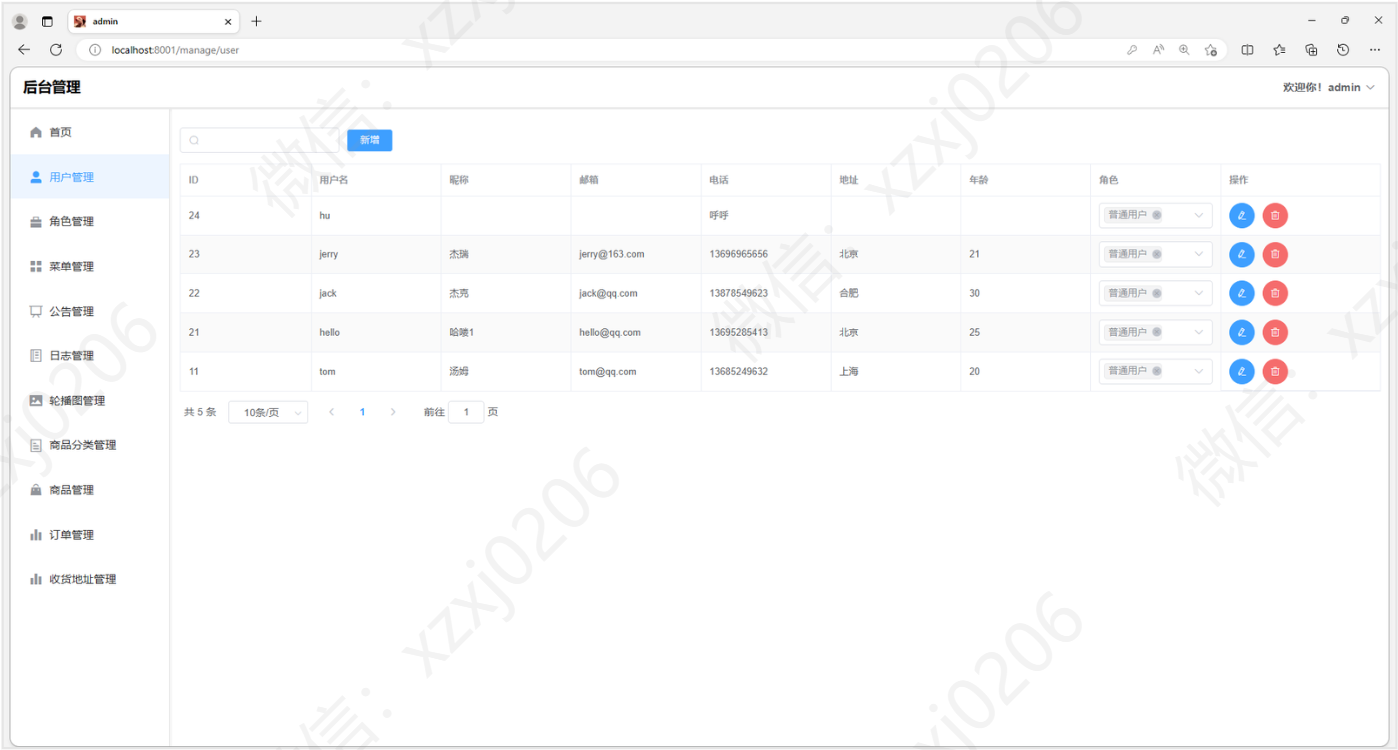 admin
localhost:8001/manage/user
后台管理
欢迎你！admin
首页
用户管理
角色管理
菜单管理
公告管理
日志管理
轮播图管理
商品分类管理
商品管理
订单管理
收货地址管理
新增
ID 用户名 昵称 邮箱 电话 地址 年龄 角色 操作
24 hu 呼呼 普通用户
23 jerry 杰瑞 jerry@163.com 13696965656 北京 21 普通用户
22 jack 杰克 jack@qq.com 13878549623 合肥 30 普通用户
21 hello 哈喽1 hello@qq.com 13695285413 北京 25 普通用户
11 tom 汤姆 tom@qq.com 13685249632 上海 20 普通用户
共 5 条 10条/页 1 前往 1 页
微信：xzxj0206